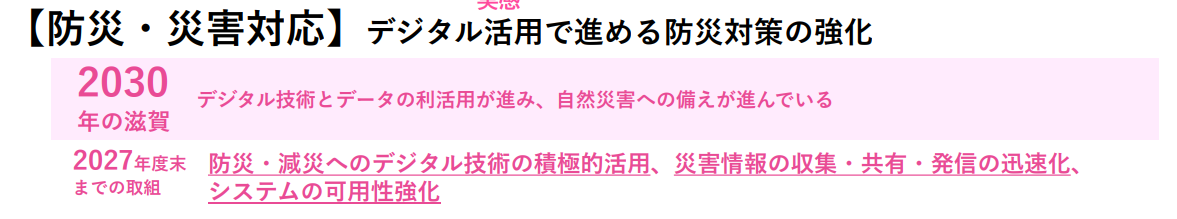 実感
【防災・災害対応】デジタル活用で進める防災対策の強化
2030
年の滋賀
デジタル技術とデータの利活用が進み、自然災害への備えが進んでいる
2027年度末
までの取組
防災・減災へのデジタル技術の積極的活用、災害情報の収集・共有・発信の迅速化、
システムの可用性強化